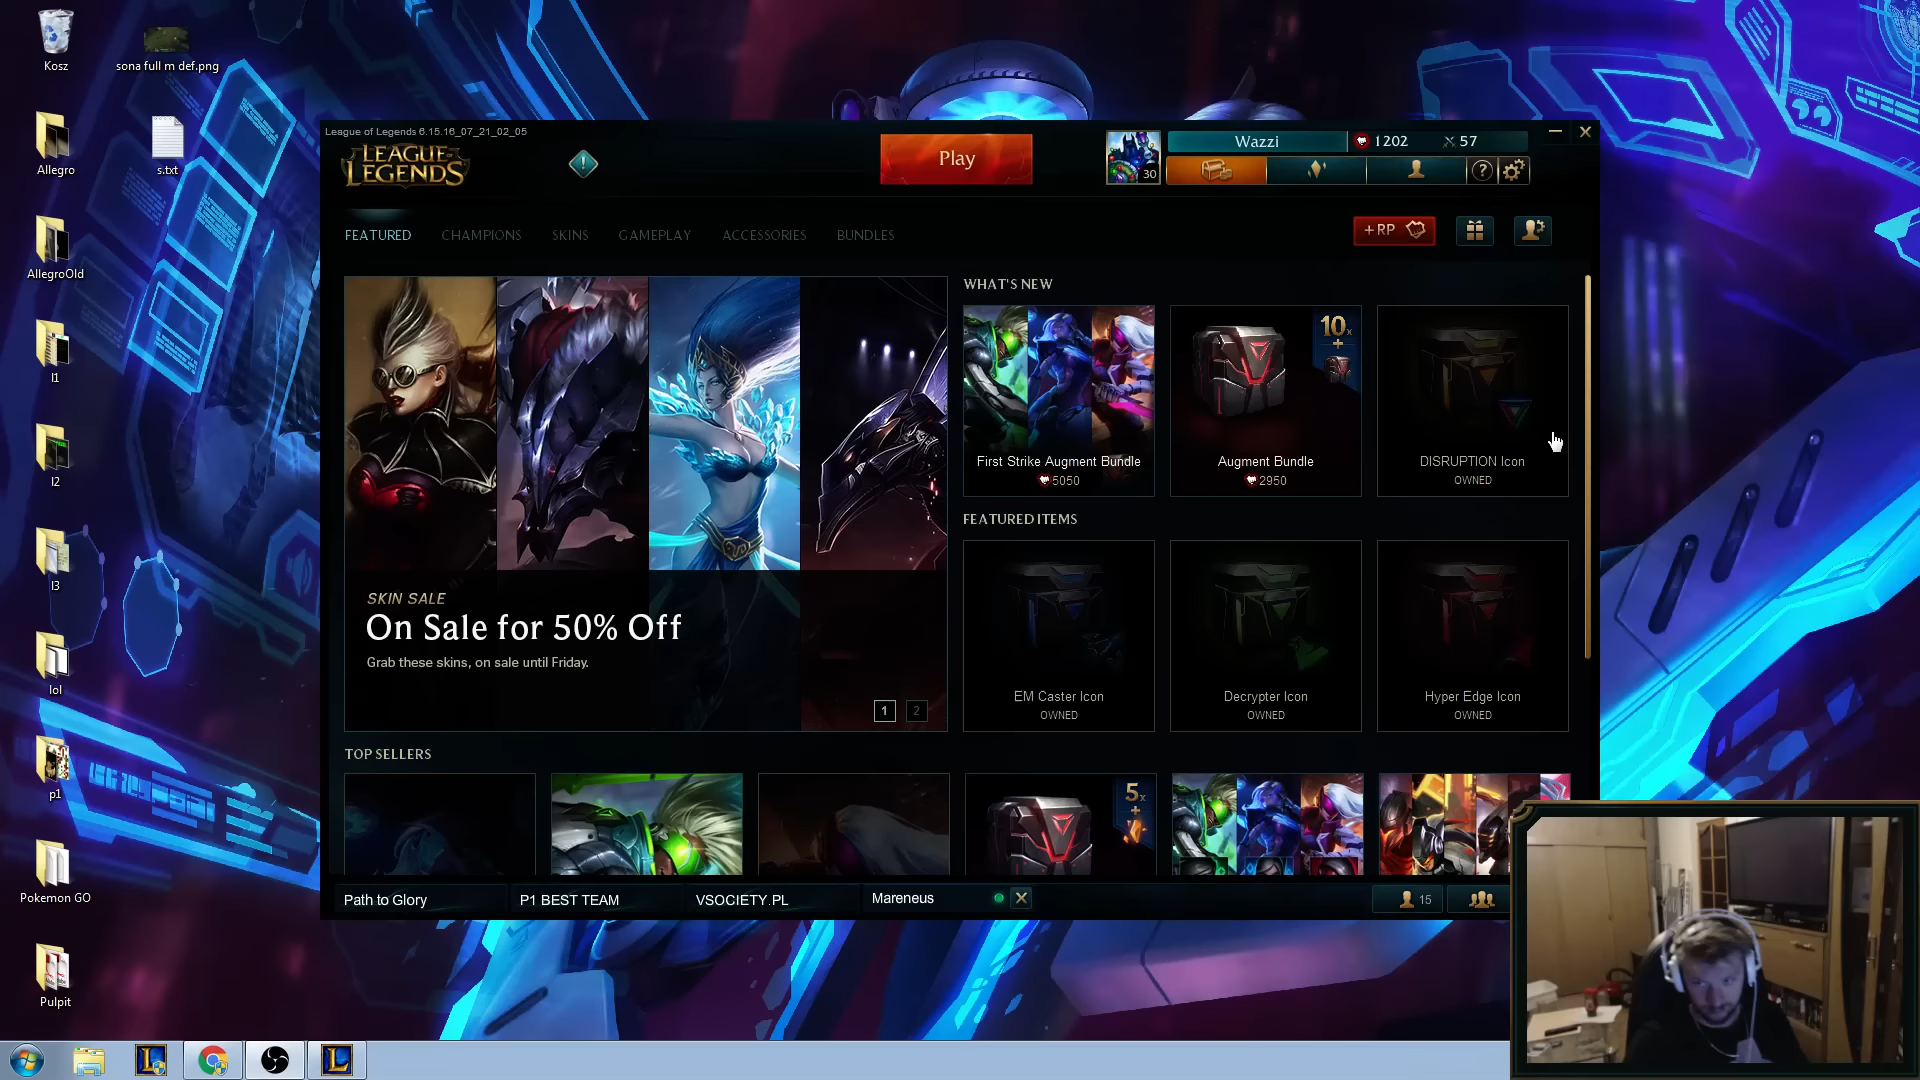 Kosz
sona full m def.png
Allegro
s.txt
AllegroOld
l1
l2
l3
lol
p1
Pokemon GO
Pulpit
League of Legends 6.15.16_07_21_02_05
LEAGUE OF LEGENDS
Play
30
Wazzi
1202
57
?
FEATURED
CHAMPIONS
SKINS
GAMEPLAY
ACCESSORIES
BUNDLES
+RP
SKIN SALE
On Sale for 50% Off
Grab these skins, on sale until Friday.
1
2
WHAT'S NEW
First Strike Augment Bundle
5050
10x
+
Augment Bundle
2950
DISRUPTION Icon
OWNED
FEATURED ITEMS
EM Caster Icon
OWNED
Decrypter Icon
OWNED
Hyper Edge Icon
OWNED
TOP SELLERS
5x
+
Path to Glory
P1 BEST TEAM
VSOCIETY.PL
Mareneus
15